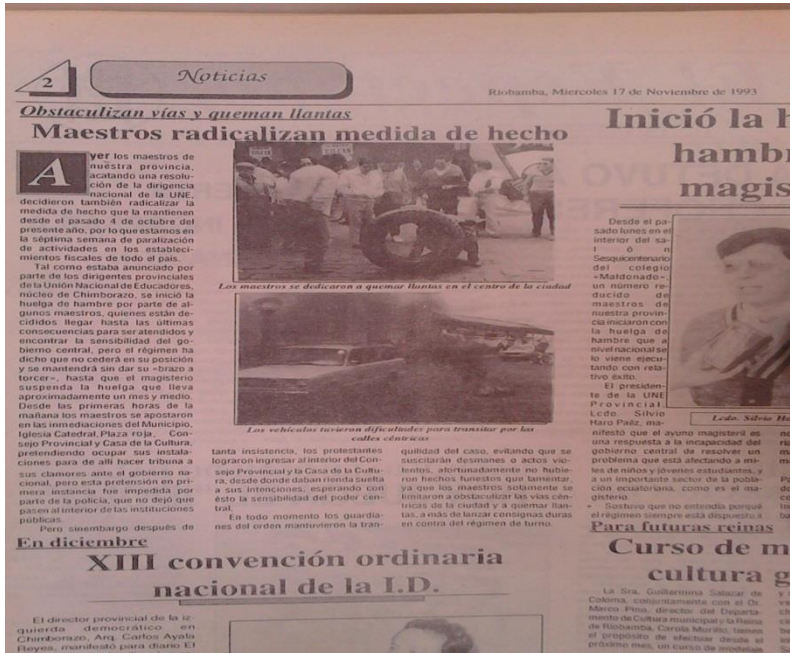 2
Noticias
Riobamba, Miercoles 17 de Noviembre de 1993
Obstaculizan vías y queman llantas
Maestros radicalizan medida de hecho
Ayer los maestros de
nuestra provincia,
acatando una resolu-
ción de la dirigencia
nacional de la UNE,
decidieron también radicalizar la
medida de hecho que la mantienen
desde el pasado 4 de octubre del
presente año, por lo que estamos en
la séptima semana de paralización
de actividades en los estableci-
mientos fiscales de todo el país.
Tal como estaba anunciado por
parte de los dirigentes provinciales
de la Unión Nacional de Educadores,
núcleo de Chimborazo, se inició la
huelga de hambre por parte de al-
gunos maestros, quienes están de-
cididos llegar hasta las últimas
consecuencias para ser atendidos y
encontrar la sensibilidad del go-
bierno central, pero el régimen ha
dicho que no cederá en su posición
y se mantendrá sin dar su «brazo a
torcer», hasta que el magisterio
suspenda la huelga que lleva
aproximadamente un mes y medio.
Desde las primeras horas de la
mañana los maestros se apostaron
en las inmediaciones del Municipio,
Iglesia Catedral, Plaza roja, Con-
sejo Provincial y Casa de la Cultura,
pretendiendo ocupar sus instala-
ciones para de allí hacer tribuna a
sus clamores ante el gobierno na-
cional, pero esta pretensión en pri-
mera instancia fue impedida por
parte de la policía, que no dejó que
pasen al interior de las instituciones
públicas.
Pero sinembargo después de
Los maestros se dedicaron a quemar llantas en el centro de la ciudad
Los vehículos tuvieron dificultades para transitar por las
calles céntricas
tanta insistencia, los protestantes
lograron ingresar al interior del Con-
sejo Provincial y la Casa de la Cultu-
ra, desde donde daban rienda suelta
a sus intenciones, esperando con
ésto la sensibilidad del poder cen-
tral.
En todo momento los guardia-
nes del orden mantuvieron la tran-
quilidad del caso, evitando que se
suscitarán desmanes o actos vio-
lentos, afortunadamente no hubie-
ron hechos funestos que lamentar,
ya que los maestros solamente se
limitaron a obstaculizar las vías cén-
tricas de la ciudad y a quemar llan-
tas, a más de lanzar consignas duras
en contra del régimen de turno.
Inició la h
hambr
magis
Desde el pa-
sado lunes en el
interior del sa-
l ó n
Sesquicentenario
del colegio
«Maldonado»,
un número re-
ducido de
maestros de
nuestra provin-
cia iniciaron con
la huelga de
hambre que a
nivel nacional se
lo viene ejecu-
tando con rela-
tivo éxito.
El presiden-
te de la UNE
Provincial,
Lcdo. Silvio
Haro Paéz, ma-
nifestó que el ayuno magisteril es
una respuesta a la incapacidad del
gobierno central de resolver un
problema que está afectando a mi-
les de niños y jóvenes estudiantes, y
a un importante sector de la pobla-
ción ecuatoriana, como es el ma-
gisterio.
Sostuvo que no entendía porqué
el régimen siempre está dispuesto a
Lcdo. Silvio Ha
En diciembre
XIII convención ordinaria
nacional de la I.D.
El director provincial de la iz-
quierda democrático en
Chimborazo, Arq. Carlos Ayala
Reyes, manifestó para diario El
Para futuras reinas
Curso de m
cultura g
La Sra. Guillermina Salazar de
Coloma, conjuntamente con el Dr.
Marco Pino, director del Departa-
mento de Cultura municipal y la Reina
de Riobamba, Carola Murillo, tienen
el propósito de efectuar desde el
próximo mes, un curso de modelaje